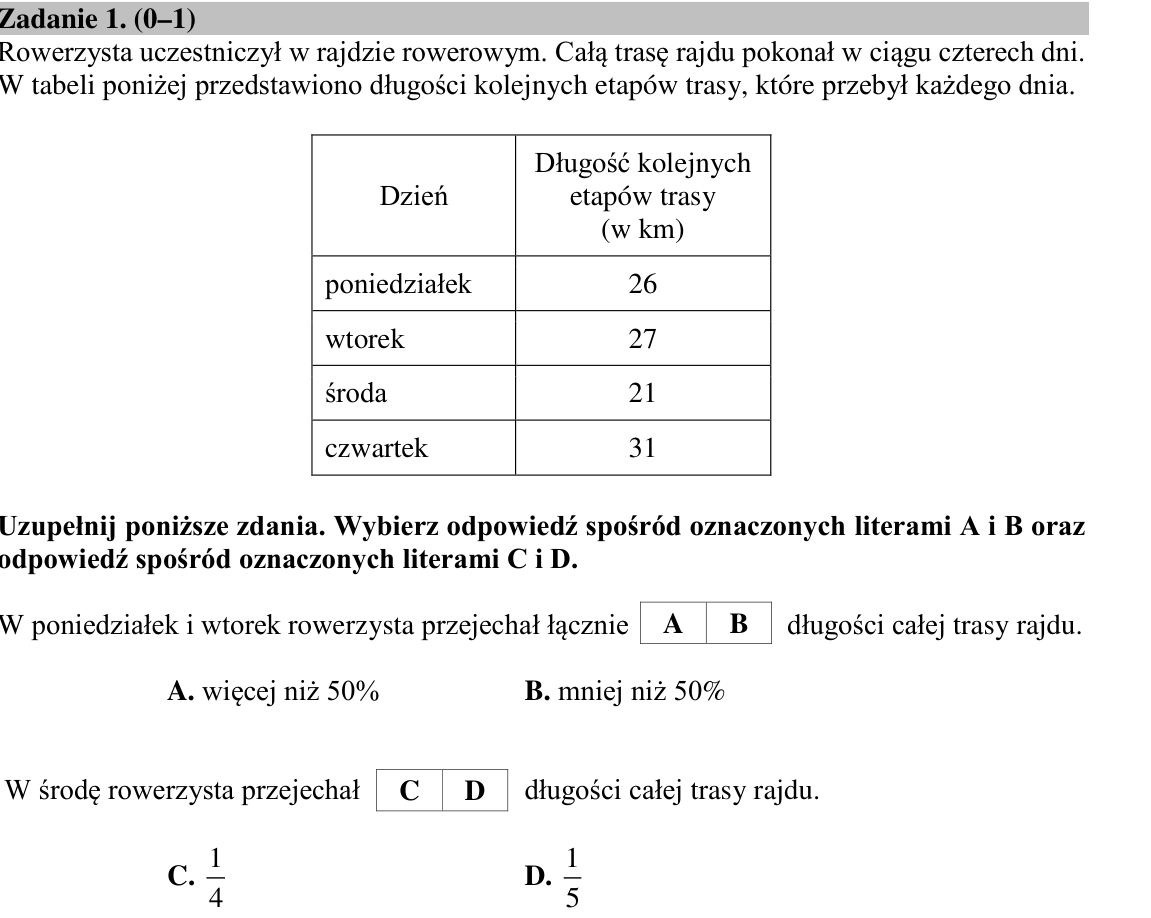 Zadanie 1. (0–1)
Rowerzysta uczestniczył w rajdzie rowerowym. Całą trasę rajdu pokonał w ciągu czterech dni.
W tabeli poniżej przedstawiono długości kolejnych etapów trasy, które przebył każdego dnia.
Dzień
Długość kolejnych
etapów trasy
(w km)
poniedziałek 26
wtorek 27
środa 21
czwartek 31
Uzupełnij poniższe zdania. Wybierz odpowiedź spośród oznaczonych literami A i B oraz
odpowiedź spośród oznaczonych literami C i D.
W poniedziałek i wtorek rowerzysta przejechał łącznie A B długości całej trasy rajdu.
A. więcej niż 50% B. mniej niż 50%
W środę rowerzysta przejechał C D długości całej trasy rajdu.
C. 1/4 D. 1/5